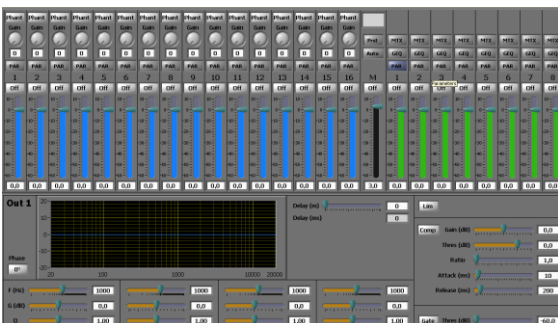 Phant Phant Phant Phant Phant Phant Phant Phant Phant Phant Phant Phant Phant Phant Phant Phant
Gain Gain Gain Gain Gain Gain Gain Gain Gain Gain Gain Gain Gain Gain Gain Gain Prst MTX MTX MTX MTX MTX MTX MTX MTX
0 0 0 0 0 0 0 0 0 0 0 0 0 0 0 0 Auto GEQ GEQ GEQ GEQ GEQ GEQ GEQ GEQ
PAR PAR PAR PAR PAR PAR PAR PAR PAR PAR PAR PAR PAR PAR PAR PAR PAR PAR PAR PAR PAR PAR PAR PAR
1 2 3 4 5 6 7 8 9 10 11 12 13 14 15 16 M 1 2 Parameters 4 5 6 7 8
Off Off Off Off Off Off Off Off Off Off Off Off Off Off Off Off Off Off Off Off Off Off Off Off Off
0,0 0,0 0,0 0,0 0,0 0,0 0,0 0,0 0,0 0,0 0,0 0,0 0,0 0,0 0,0 0,0 3,0 0,0 0,0 0,0 0,0 0,0 0,0 0,0 0,0
Out 1 20 Delay (m) 0 Lim
10 Delay (ms) 0
0 Comp Gain (dB) 0,0
-10 Thres (dB) 0,0
Phase Ratio 1,0
0° -20 Attack (ms) 10
20 100 1000 10000 20000 Release (ms) 200
F (Hz) 1000 1000 1000 1000
G (dB) 0,0 0,0 0,0 0,0
Q 1,00 1,00 1,00 1,00 Gate Thres (dB) -60,0